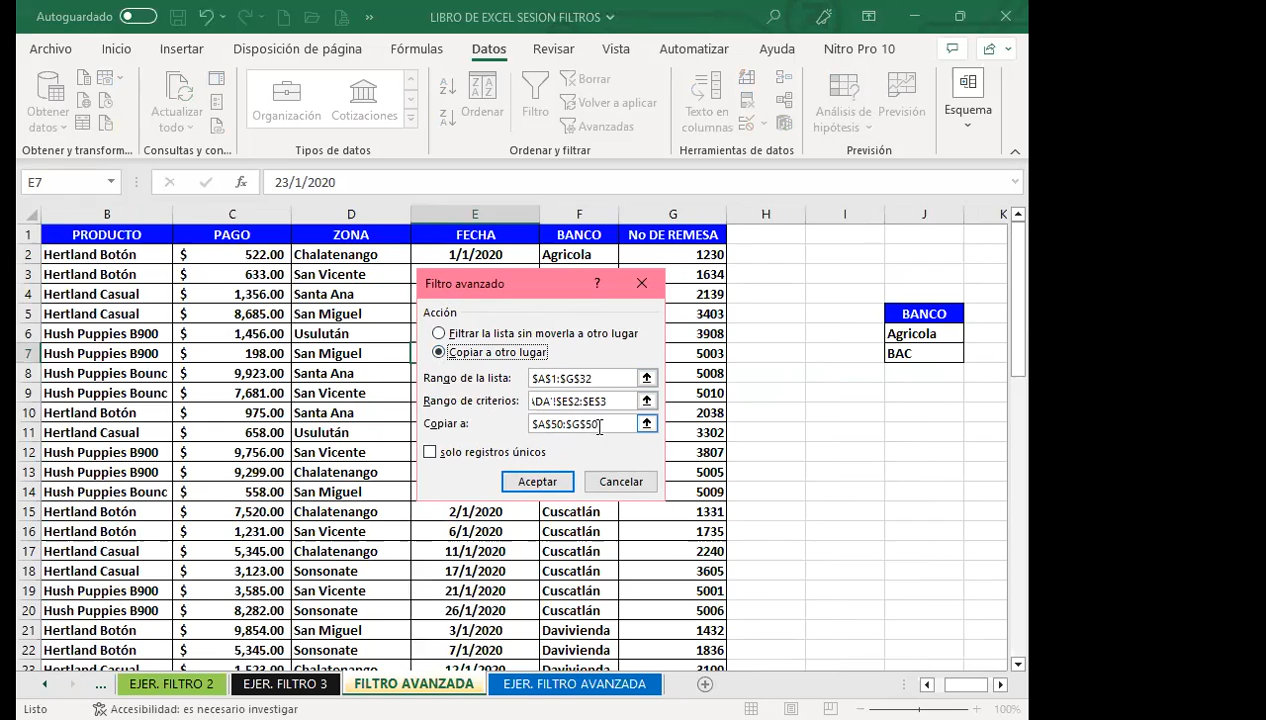 Autoguardado LIBRO DE EXCEL SESION FILTROS
Archivo Inicio Insertar Disposición de página Fórmulas Datos Revisar Vista Automatizar Ayuda Nitro Pro 10
Obtener datos
Actualizar todo
Organización Cotizaciones
Ordenar
Filtro
Borrar
Volver a aplicar
Avanzadas
Texto en columnas
Análisis de hipótesis
Previsión
Esquema
Obtener y transform... Consultas y con... Tipos de datos Ordenar y filtrar Herramientas de datos Previsión
E7 fx 23/1/2020
B C D E F G H I J K
1 PRODUCTO PAGO ZONA FECHA BANCO No DE REMESA
2 Hertland Botón $ 522.00 Chalatenango 1/1/2020 Agricola 1230
3 Hertland Botón $ 633.00 San Vicente 1634
4 Hertland Casual $ 1,356.00 Santa Ana 2139
5 Hertland Casual $ 8,685.00 San Miguel 3403 BANCO
6 Hush Puppies B900 $ 1,456.00 Usulután 3908 Agricola
7 Hush Puppies B900 $ 198.00 San Miguel 5003 BAC
8 Hush Puppies Bounc $ 9,923.00 Santa Ana 5008
9 Hush Puppies Bounc $ 7,681.00 San Vicente 5010
10 Hertland Botón $ 975.00 Santa Ana 2038
11 Hertland Casual $ 658.00 Usulután 3302
12 Hush Puppies B900 $ 9,756.00 San Vicente 3807
13 Hush Puppies B900 $ 9,299.00 Chalatenango 5005
14 Hush Puppies Bounc $ 558.00 San Miguel 5009
15 Hertland Botón $ 7,520.00 Chalatenango 2/1/2020 Cuscatlán 1331
16 Hertland Botón $ 1,231.00 San Vicente 6/1/2020 Cuscatlán 1735
17 Hertland Casual $ 5,345.00 Chalatenango 11/1/2020 Cuscatlán 2240
18 Hertland Casual $ 3,123.00 Sonsonate 17/1/2020 Cuscatlán 3605
19 Hush Puppies B900 $ 3,585.00 San Vicente 21/1/2020 Cuscatlán 5001
20 Hush Puppies B900 $ 8,282.00 Sonsonate 26/1/2020 Cuscatlán 5006
21 Hertland Botón $ 9,854.00 San Miguel 3/1/2020 Davivienda 1432
22 Hertland Botón $ 5,345.00 Sonsonate 7/1/2020 Davivienda 1836
23 Hertland Casual $ 1,523.00 Chalatenango 12/1/2020 Davivienda 3100
Filtro avanzado ?
Acción
Filtrar la lista sin moverla a otro lugar
Copiar a otro lugar
Rango de la lista: $A$1:$G$32
Rango de criterios: ADA'!$E$2:$E$3
Copiar a: $A$50:$G$50
Solo registros únicos
Aceptar Cancelar
... EJER. FILTRO 2 EJER. FILTRO 3 FILTRO AVANZADA EJER. FILTRO AVANZADA
Listo Accesibilidad: es necesario investigar 100%